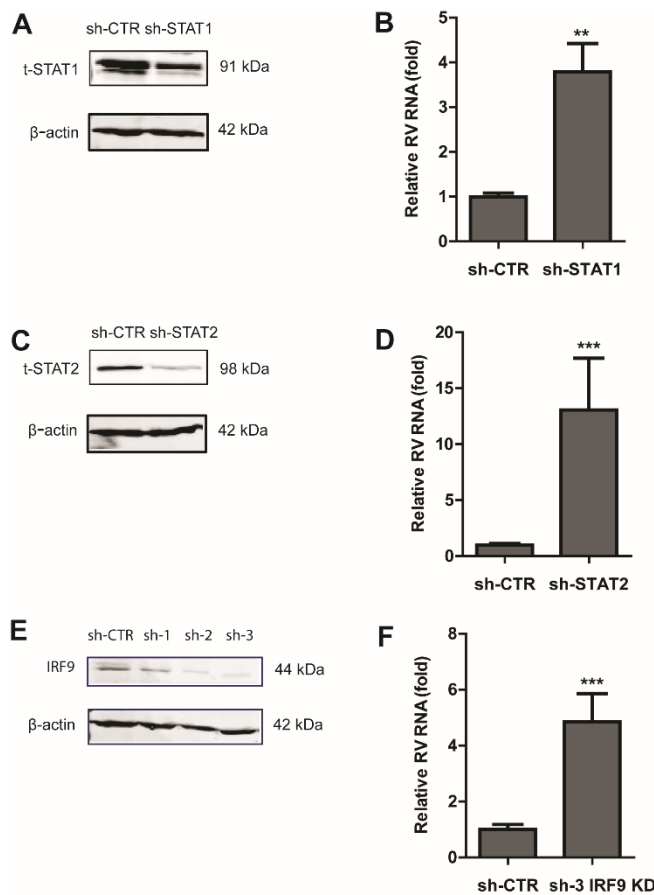 A
sh-CTR sh-STAT1
t-STAT1
91 kDa
β-actin
42 kDa
B
Relative RV RNA (fold)
5
4
3
2
1
0
**
sh-CTR
sh-STAT1
C
sh-CTR sh-STAT2
t-STAT2
98 kDa
β-actin
42 kDa
D
Relative RV RNA (fold)
20
15
10
5
0
***
sh-CTR
sh-STAT2
E
sh-CTR sh-1 sh-2 sh-3
IRF9
44 kDa
β-actin
42 kDa
F
Relative RV RNA (fold)
8
6
4
2
0
***
sh-CTR
sh-3 IRF9 KD